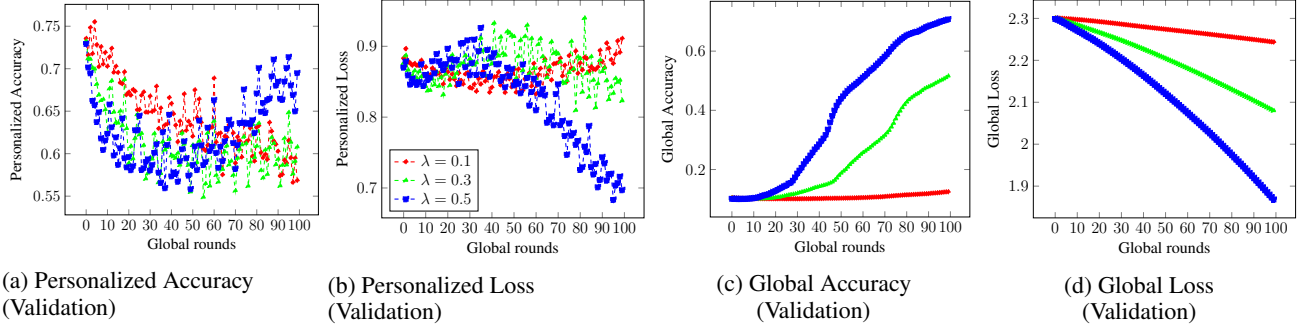 0.75
0.7
0.65
0.6
0.55
Personalized Accuracy
0 10 20 30 40 50 60 70 80 90 100
Global rounds
(a) Personalized Accuracy
(Validation)
0.9
0.8
0.7
Personalized Loss
λ = 0.1
λ = 0.3
λ = 0.5
0 10 20 30 40 50 60 70 80 90 100
Global rounds
(b) Personalized Loss
(Validation)
0.6
0.4
0.2
Global Accuracy
0 10 20 30 40 50 60 70 80 90 100
Global rounds
(c) Global Accuracy
(Validation)
2.3
2.2
2.1
2
1.9
Global Loss
0 10 20 30 40 50 60 70 80 90 100
Global rounds
(d) Global Loss
(Validation)